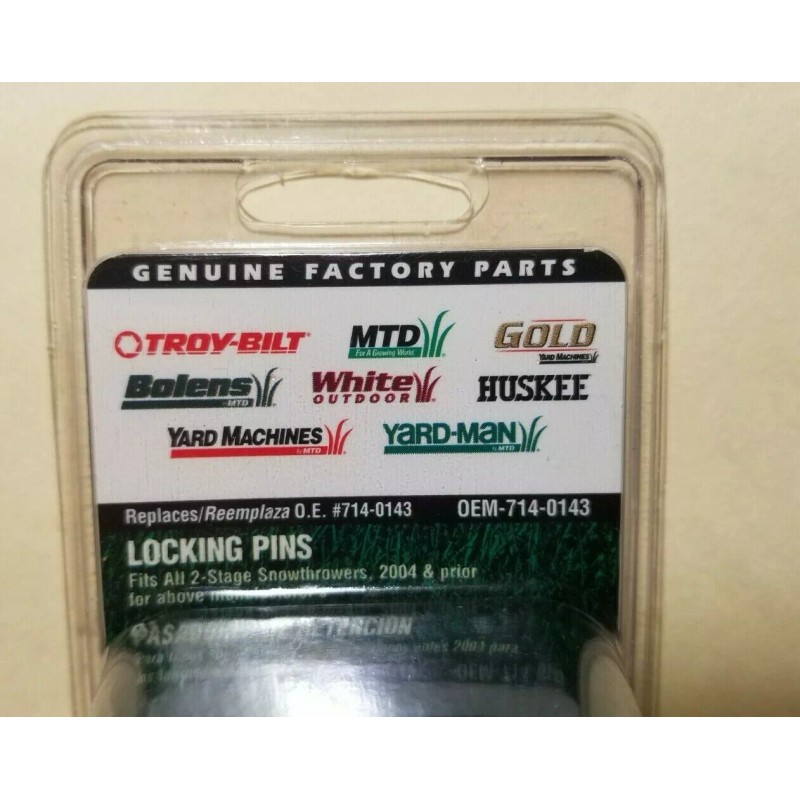 GENUINE FACTORY PARTS
TROY-BILT® MTD GOLD
For A Growing World.
YARD MACHINES
Bolens White HUSKEE
by MTD OUTDOOR
YARD MACHINES YARD-MAN
by MTD by MTD
Replaces/Reemplaza O.E. #714-0143 OEM-714-0143
LOCKING PINS
Fits All 2-Stage Snowthrowers, 2004 & prior
for above